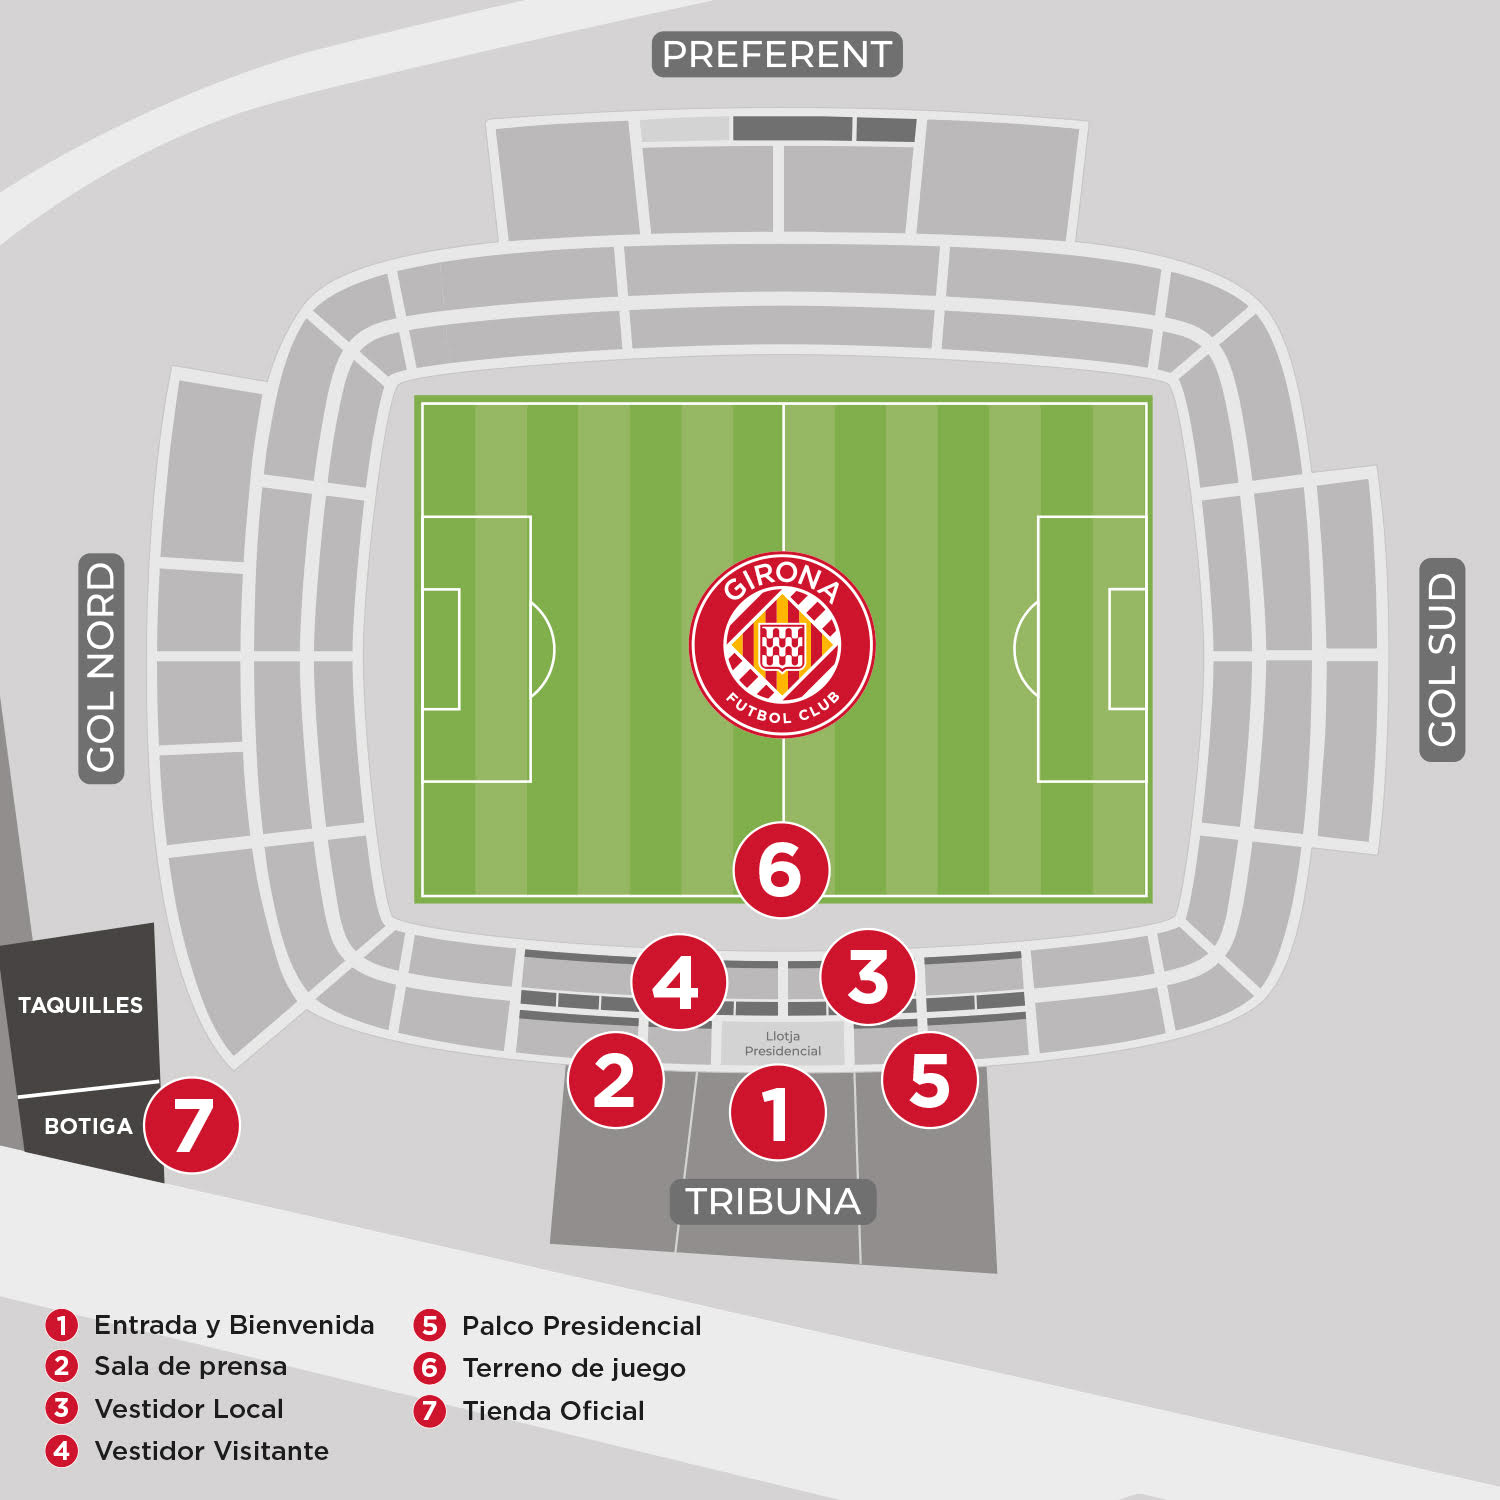 PREFERENT
GOL NORD
GOL SUD
GIRONA
FUTBOL CLUB
6
4
3
Llotja
Presidencial
2
1
5
TAQUILLES
BOTIGA
7
TRIBUNA
1 Entrada y Bienvenida
2 Sala de prensa
3 Vestidor Local
4 Vestidor Visitante
5 Palco Presidencial
6 Terreno de juego
7 Tienda Oficial